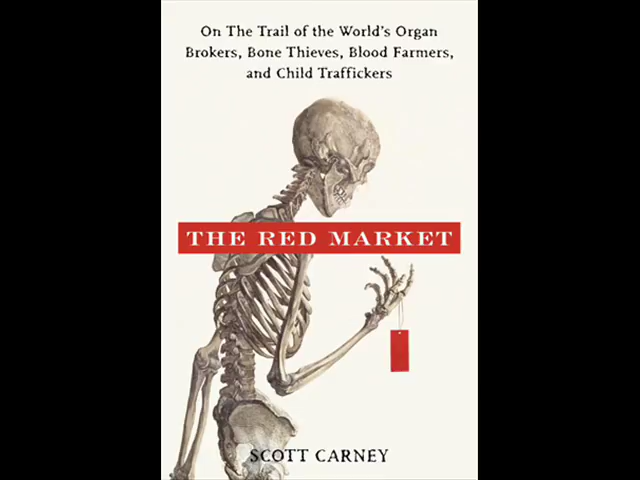 On The Trail of the World's Organ
Brokers, Bone Thieves, Blood Farmers,
and Child Traffickers
THE RED MARKET
SCOTT CARNEY